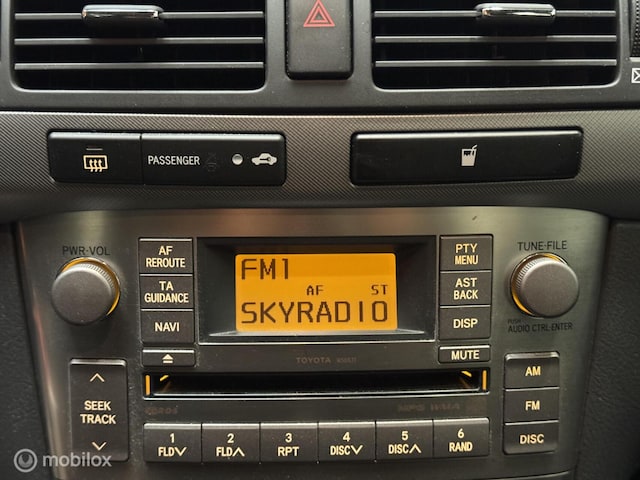 PASSENGER
PWR·VOL
AF REROUTE
TA GUIDANCE
NAVI
FM1
AF ST
SKYRADIO
PTY MENU
AST BACK
DISP
MUTE
TUNE·FILE
PUSH
AUDIO CTRL·ENTER
TOYOTA
SEEK
TRACK
AM
FM
DISC
1 FLD∨
2 FLD∧
3 RPT
4 DISC∨
5 DISC∧
6 RAND
mobilox